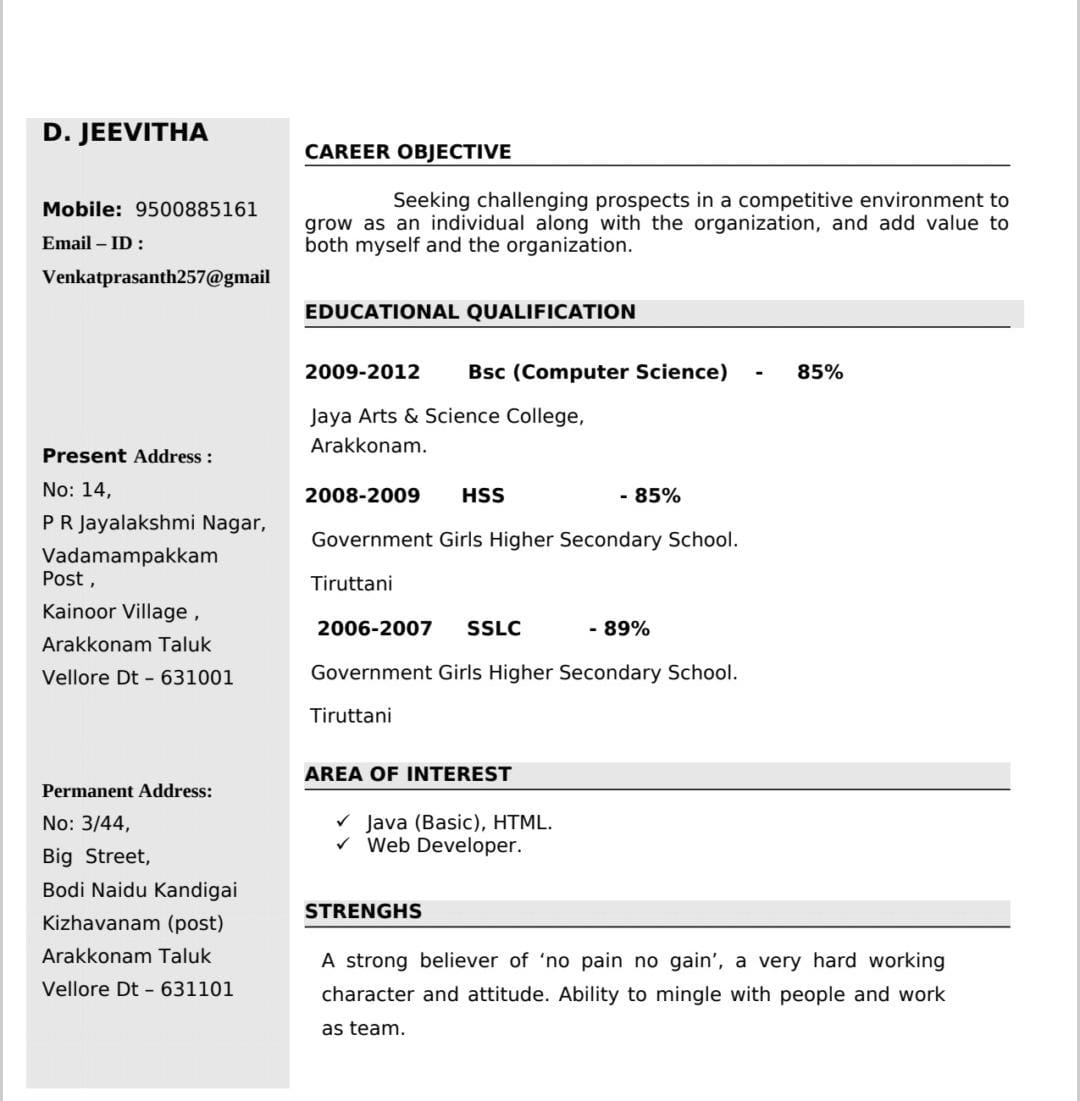 D. JEEVITHA
Mobile: 9500885161
Email – ID :
Venkatprasanth257@gmail
Present Address :
No: 14,
P R Jayalakshmi Nagar,
Vadamampakkam
Post ,
Kainoor Village ,
Arakkonam Taluk
Vellore Dt – 631001
Permanent Address:
No: 3/44,
Big Street,
Bodi Naidu Kandigai
Kizhavanam (post)
Arakkonam Taluk
Vellore Dt – 631101
CAREER OBJECTIVE
Seeking challenging prospects in a competitive environment to
grow as an individual along with the organization, and add value to
both myself and the organization.
EDUCATIONAL QUALIFICATION
2009-2012 Bsc (Computer Science) - 85%
Jaya Arts & Science College,
Arakkonam.
2008-2009 HSS - 85%
Government Girls Higher Secondary School.
Tiruttani
2006-2007 SSLC - 89%
Government Girls Higher Secondary School.
Tiruttani
AREA OF INTEREST
✓ Java (Basic), HTML.
✓ Web Developer.
STRENGHS
A strong believer of ‘no pain no gain’, a very hard working
character and attitude. Ability to mingle with people and work
as team.